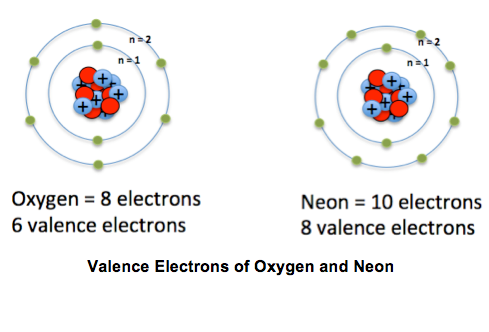 n = 2
n = 1
n = 2
n = 1
+ + + + + +
+ + + + + +
Oxygen = 8 electrons
6 valence electrons
Neon = 10 electrons
8 valence electrons
Valence Electrons of Oxygen and Neon